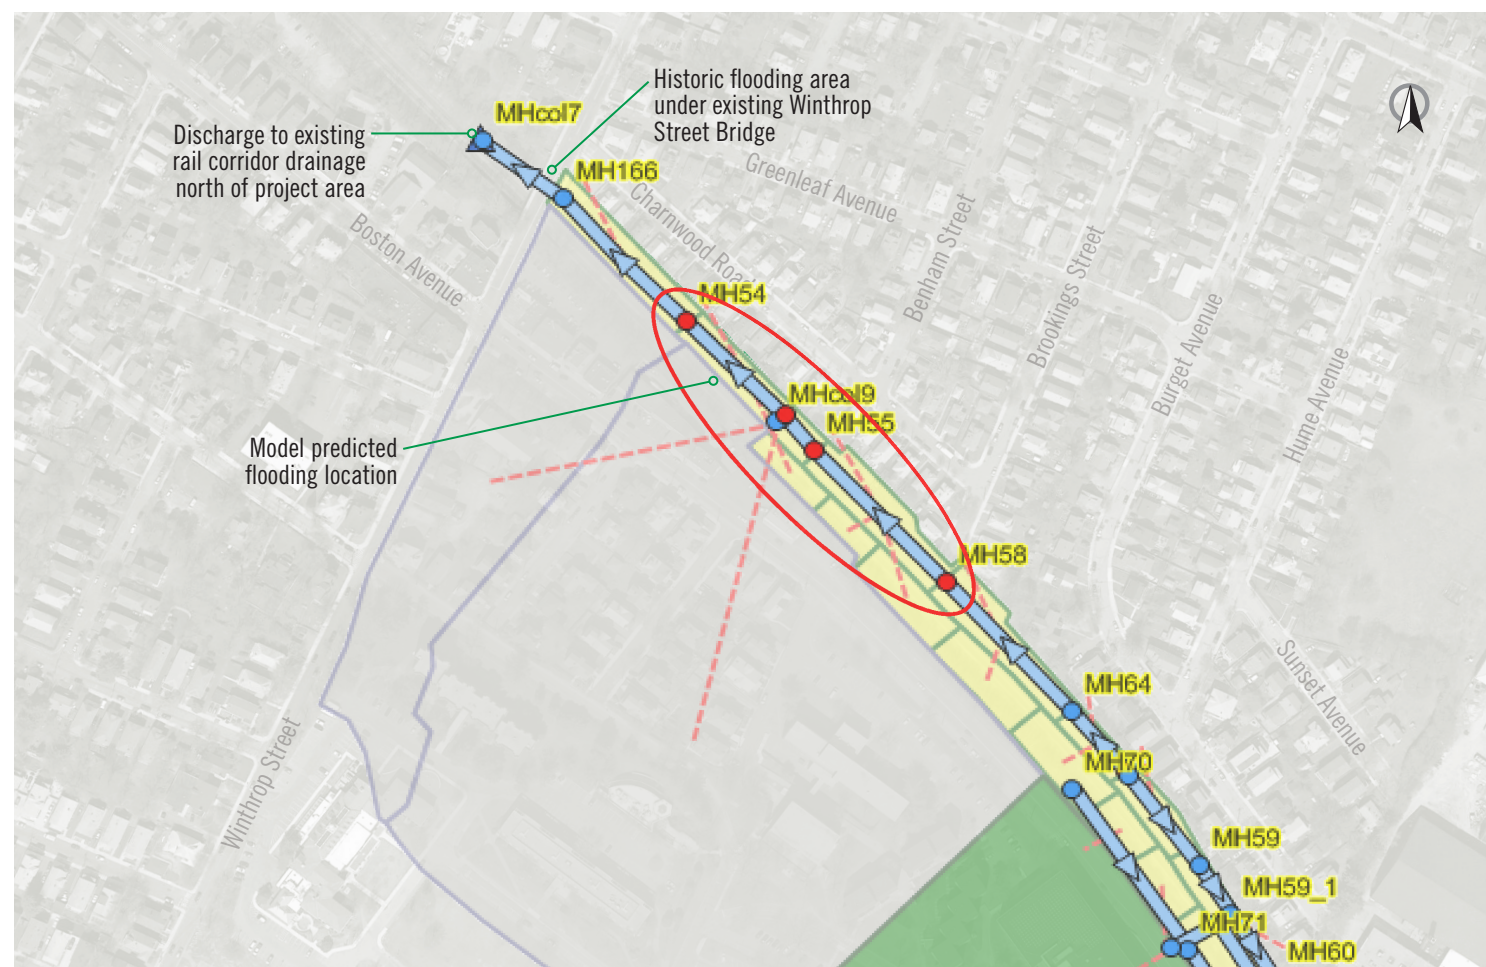 MHcol7
Historic flooding area
under existing Winthrop
Street Bridge
Discharge to existing
rail corridor drainage
north of project area
MH166
Greenleaf Avenue
Charnwood Road
Benham Street
Boston Avenue
Brookings Street
MH54
Burget Avenue
Hume Avenue
MHcol9
MH55
Model predicted
flooding location
MH58
Sunset Avenue
MH64
Winthrop Street
MH70
MH59
MH59_1
MH71
MH60